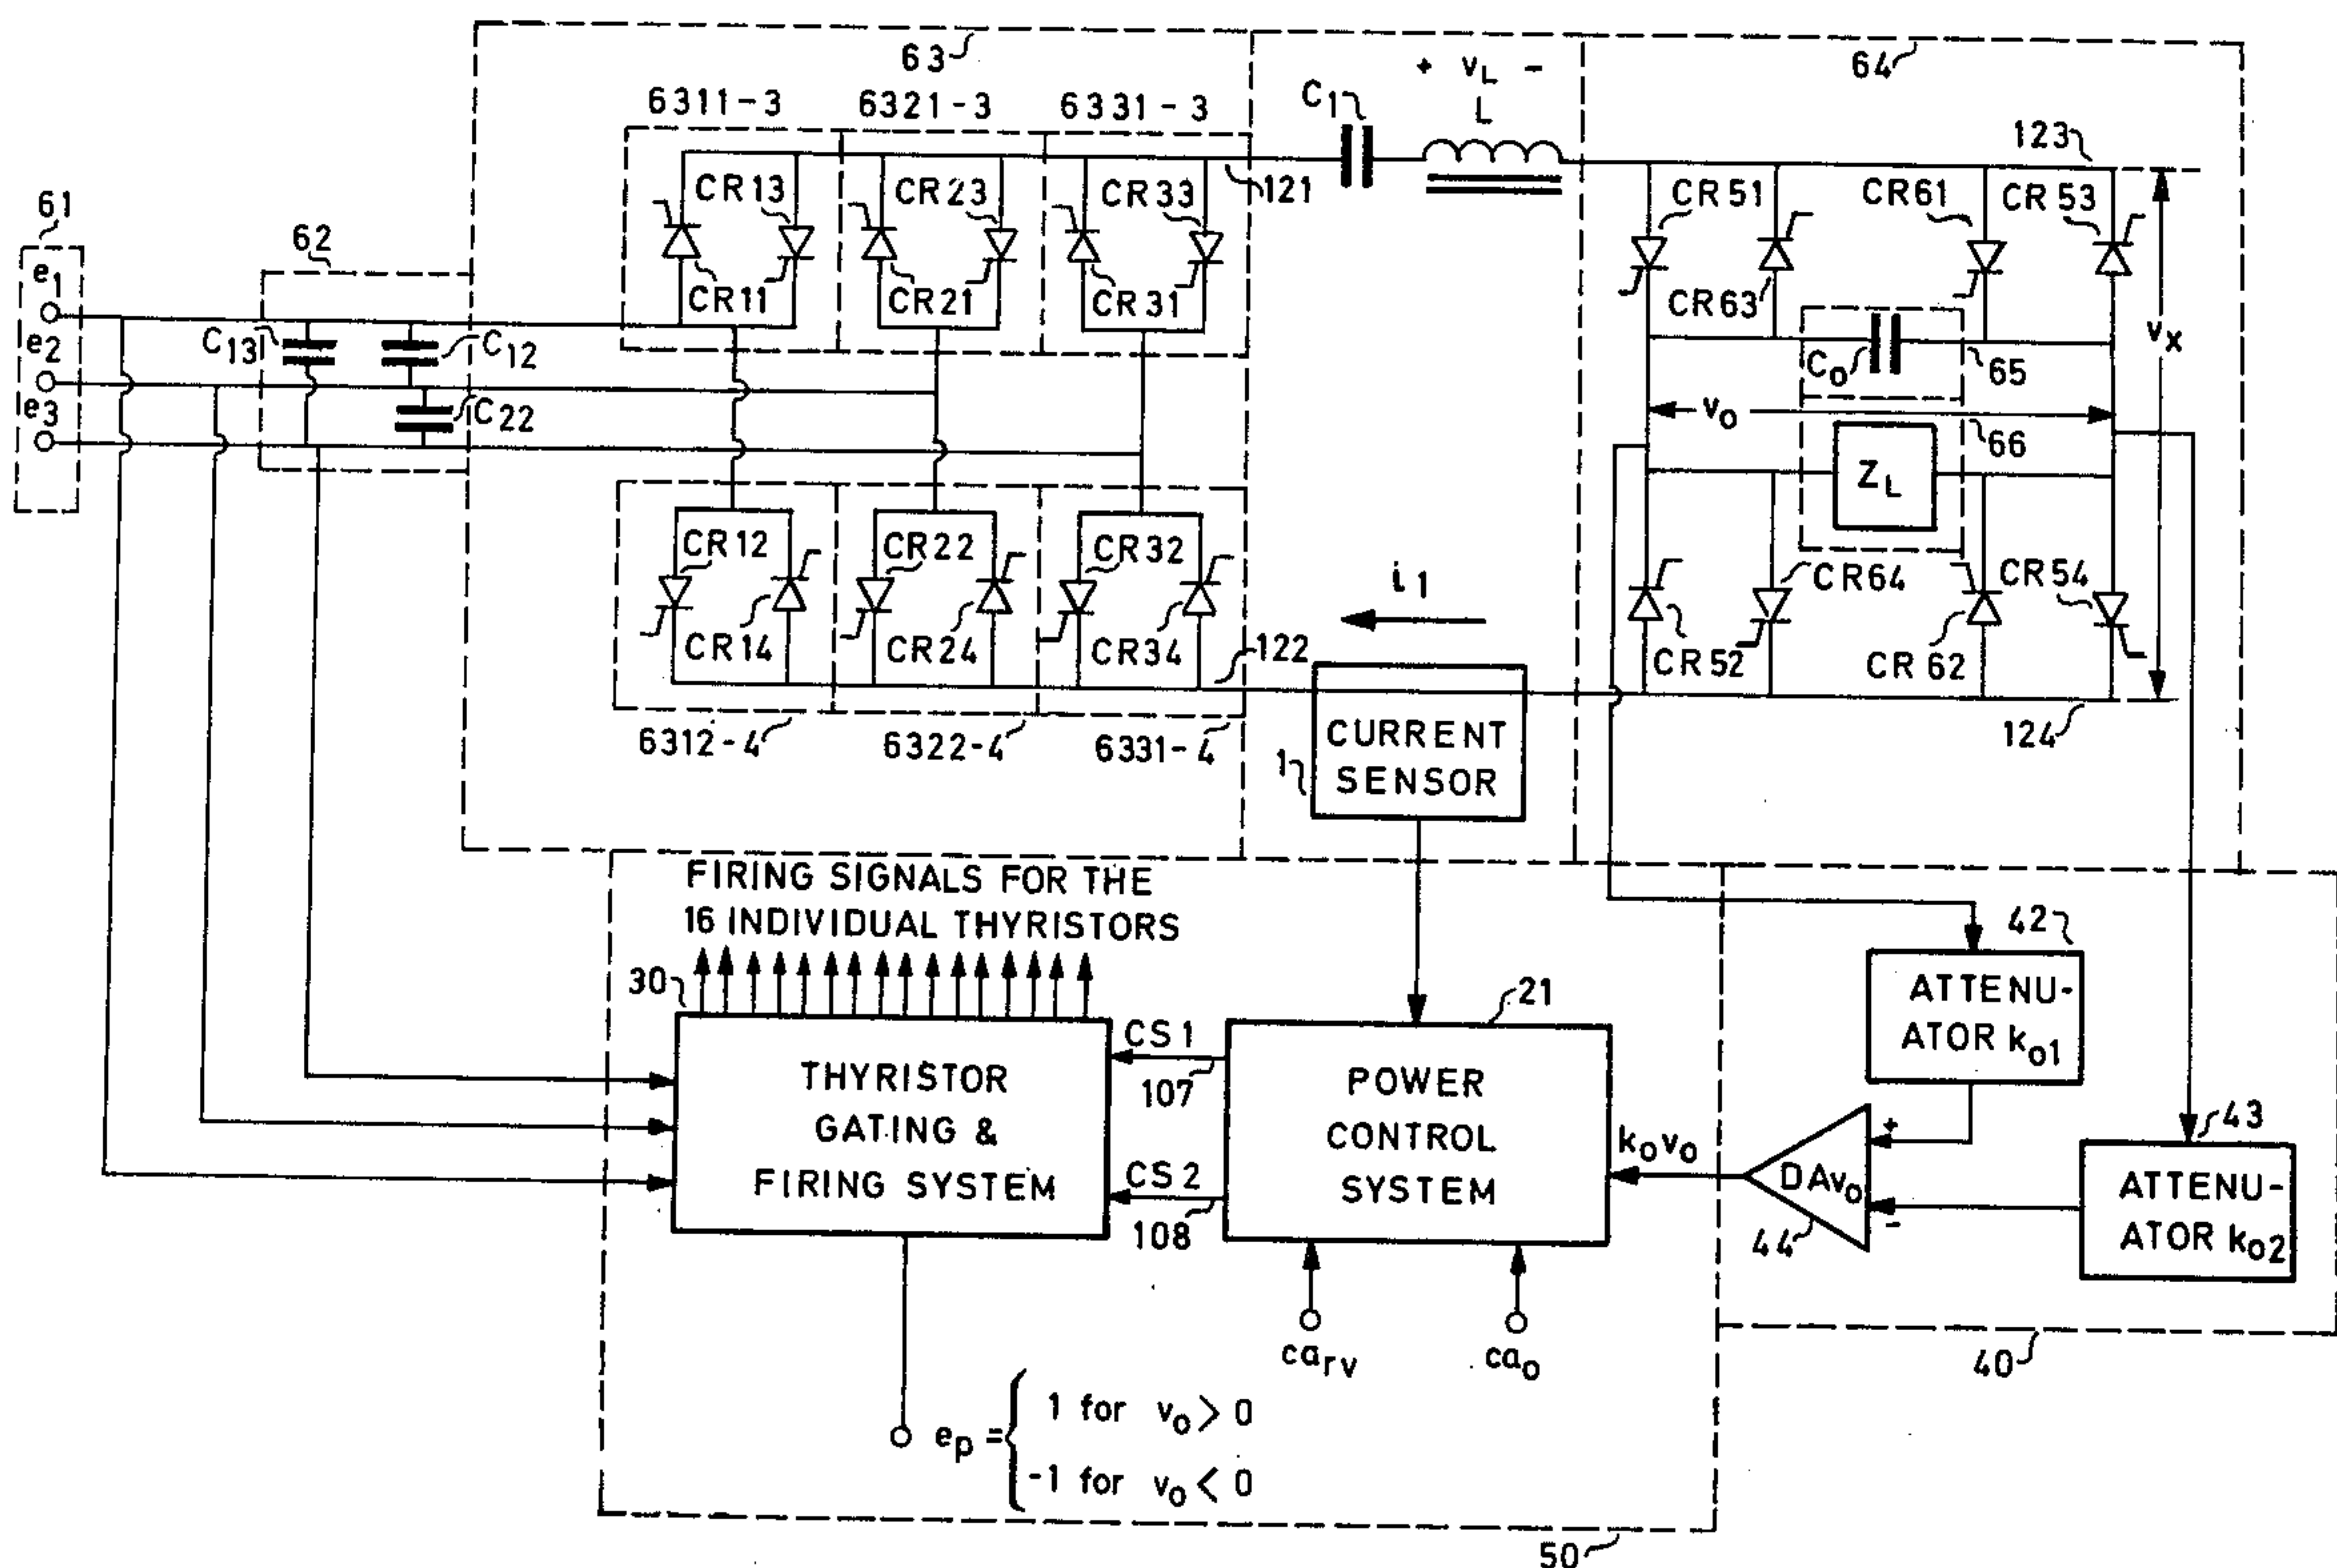 63
64
6311-3 6321-3 6331-3
C1
+ vL -
L
123
CR13 CR23 CR33
121
CR51 CR61 CR53
61
62
e1
CR11 CR21 CR31
CR63
vx
C13 C12
e2
C0 65
e3
C22
v0
66
ZL
CR12 CR22 CR32
i1
CR64 CR54
CR14 CR24 CR34
122
CR52 CR62
6312-4 6322-4 6331-4
124
1
CURRENT
SENSOR
FIRING SIGNALS FOR THE
16 INDIVIDUAL THYRISTORS
42
30
21
ATTENU-
ATOR ko1
CS1
107
THYRISTOR
GATING &
FIRING SYSTEM
POWER
CONTROL
SYSTEM
43
kovo
+
DAvo
-
44
CS2
108
ATTENU-
ATOR ko2
carv
cao
40
ep = { 1 for vo > 0
-1 for vo < 0
50